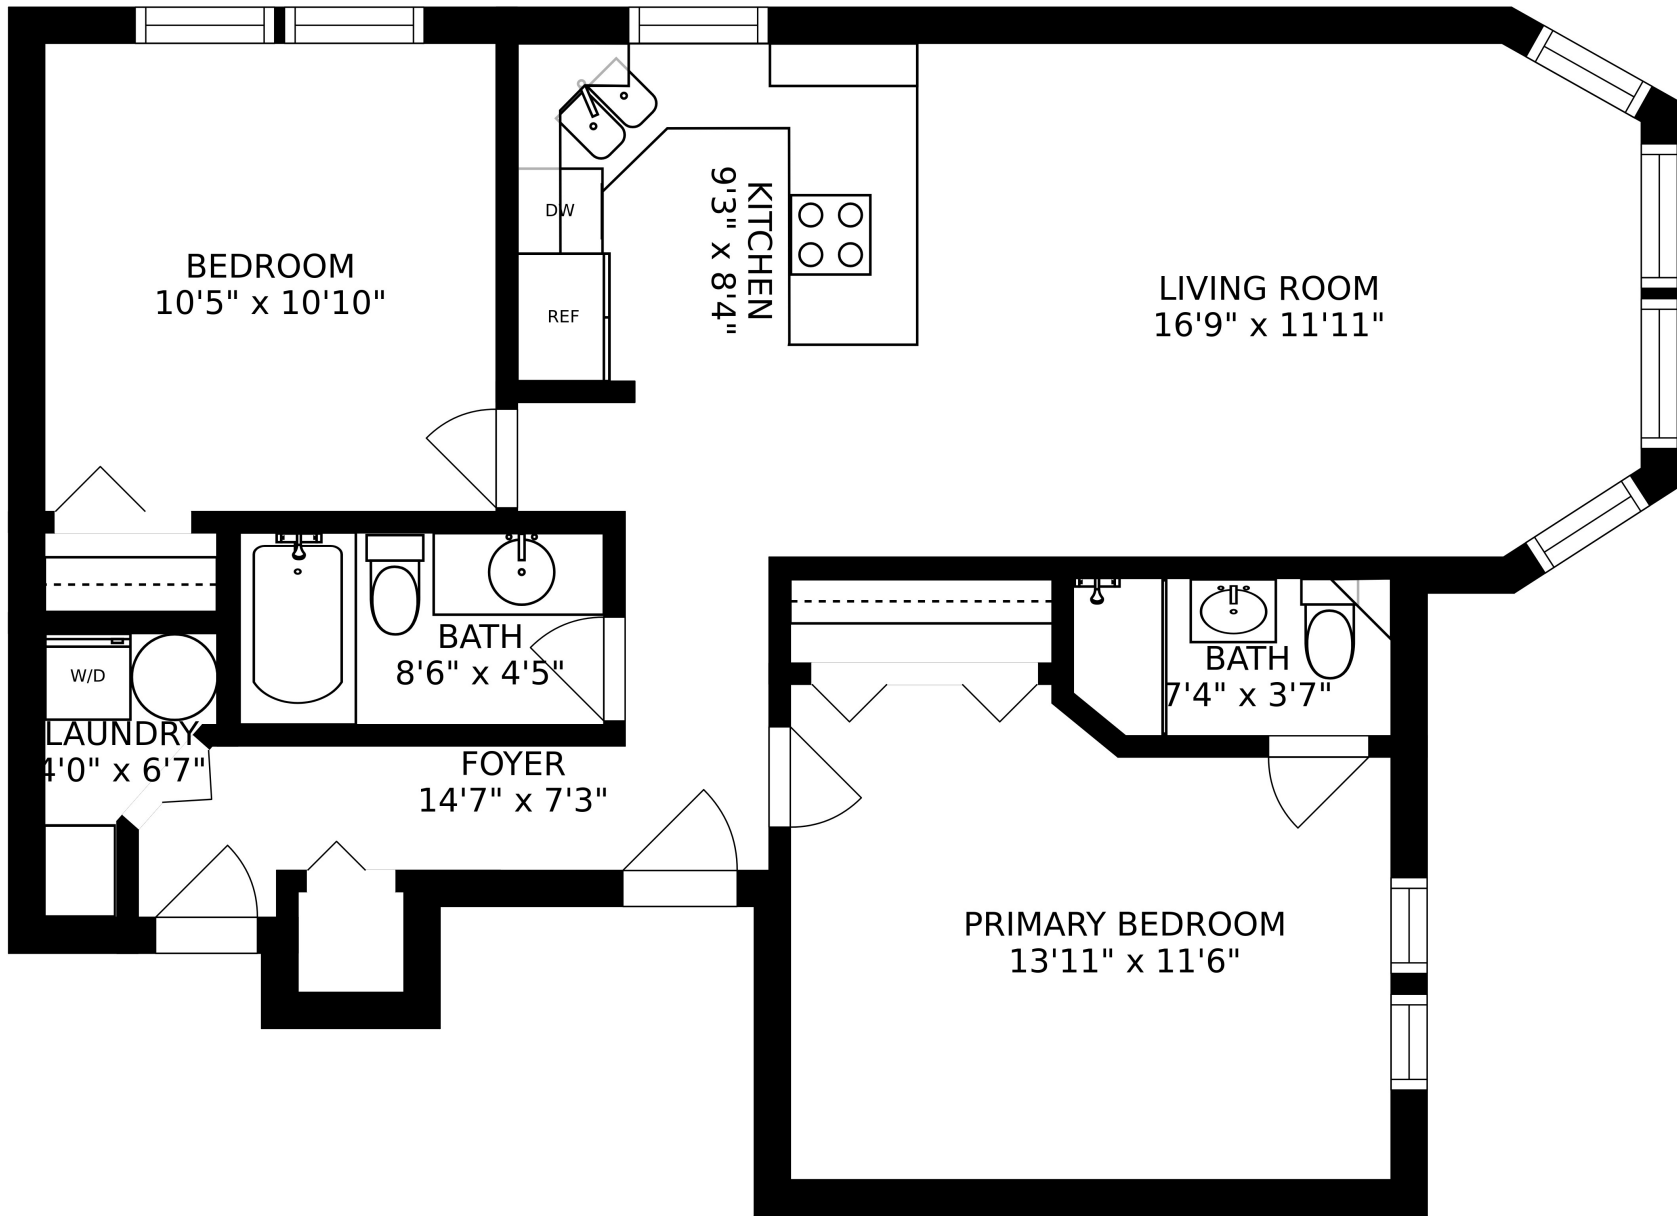 BEDROOM
10'5" x 10'10"
DW
REF
KITCHEN
9'3" x 8'4"
LIVING ROOM
16'9" x 11'11"
BATH
8'6" x 4'5"
W/D
LAUNDRY
4'0" x 6'7"
FOYER
14'7" x 7'3"
BATH
7'4" x 3'7"
PRIMARY BEDROOM
13'11" x 11'6"